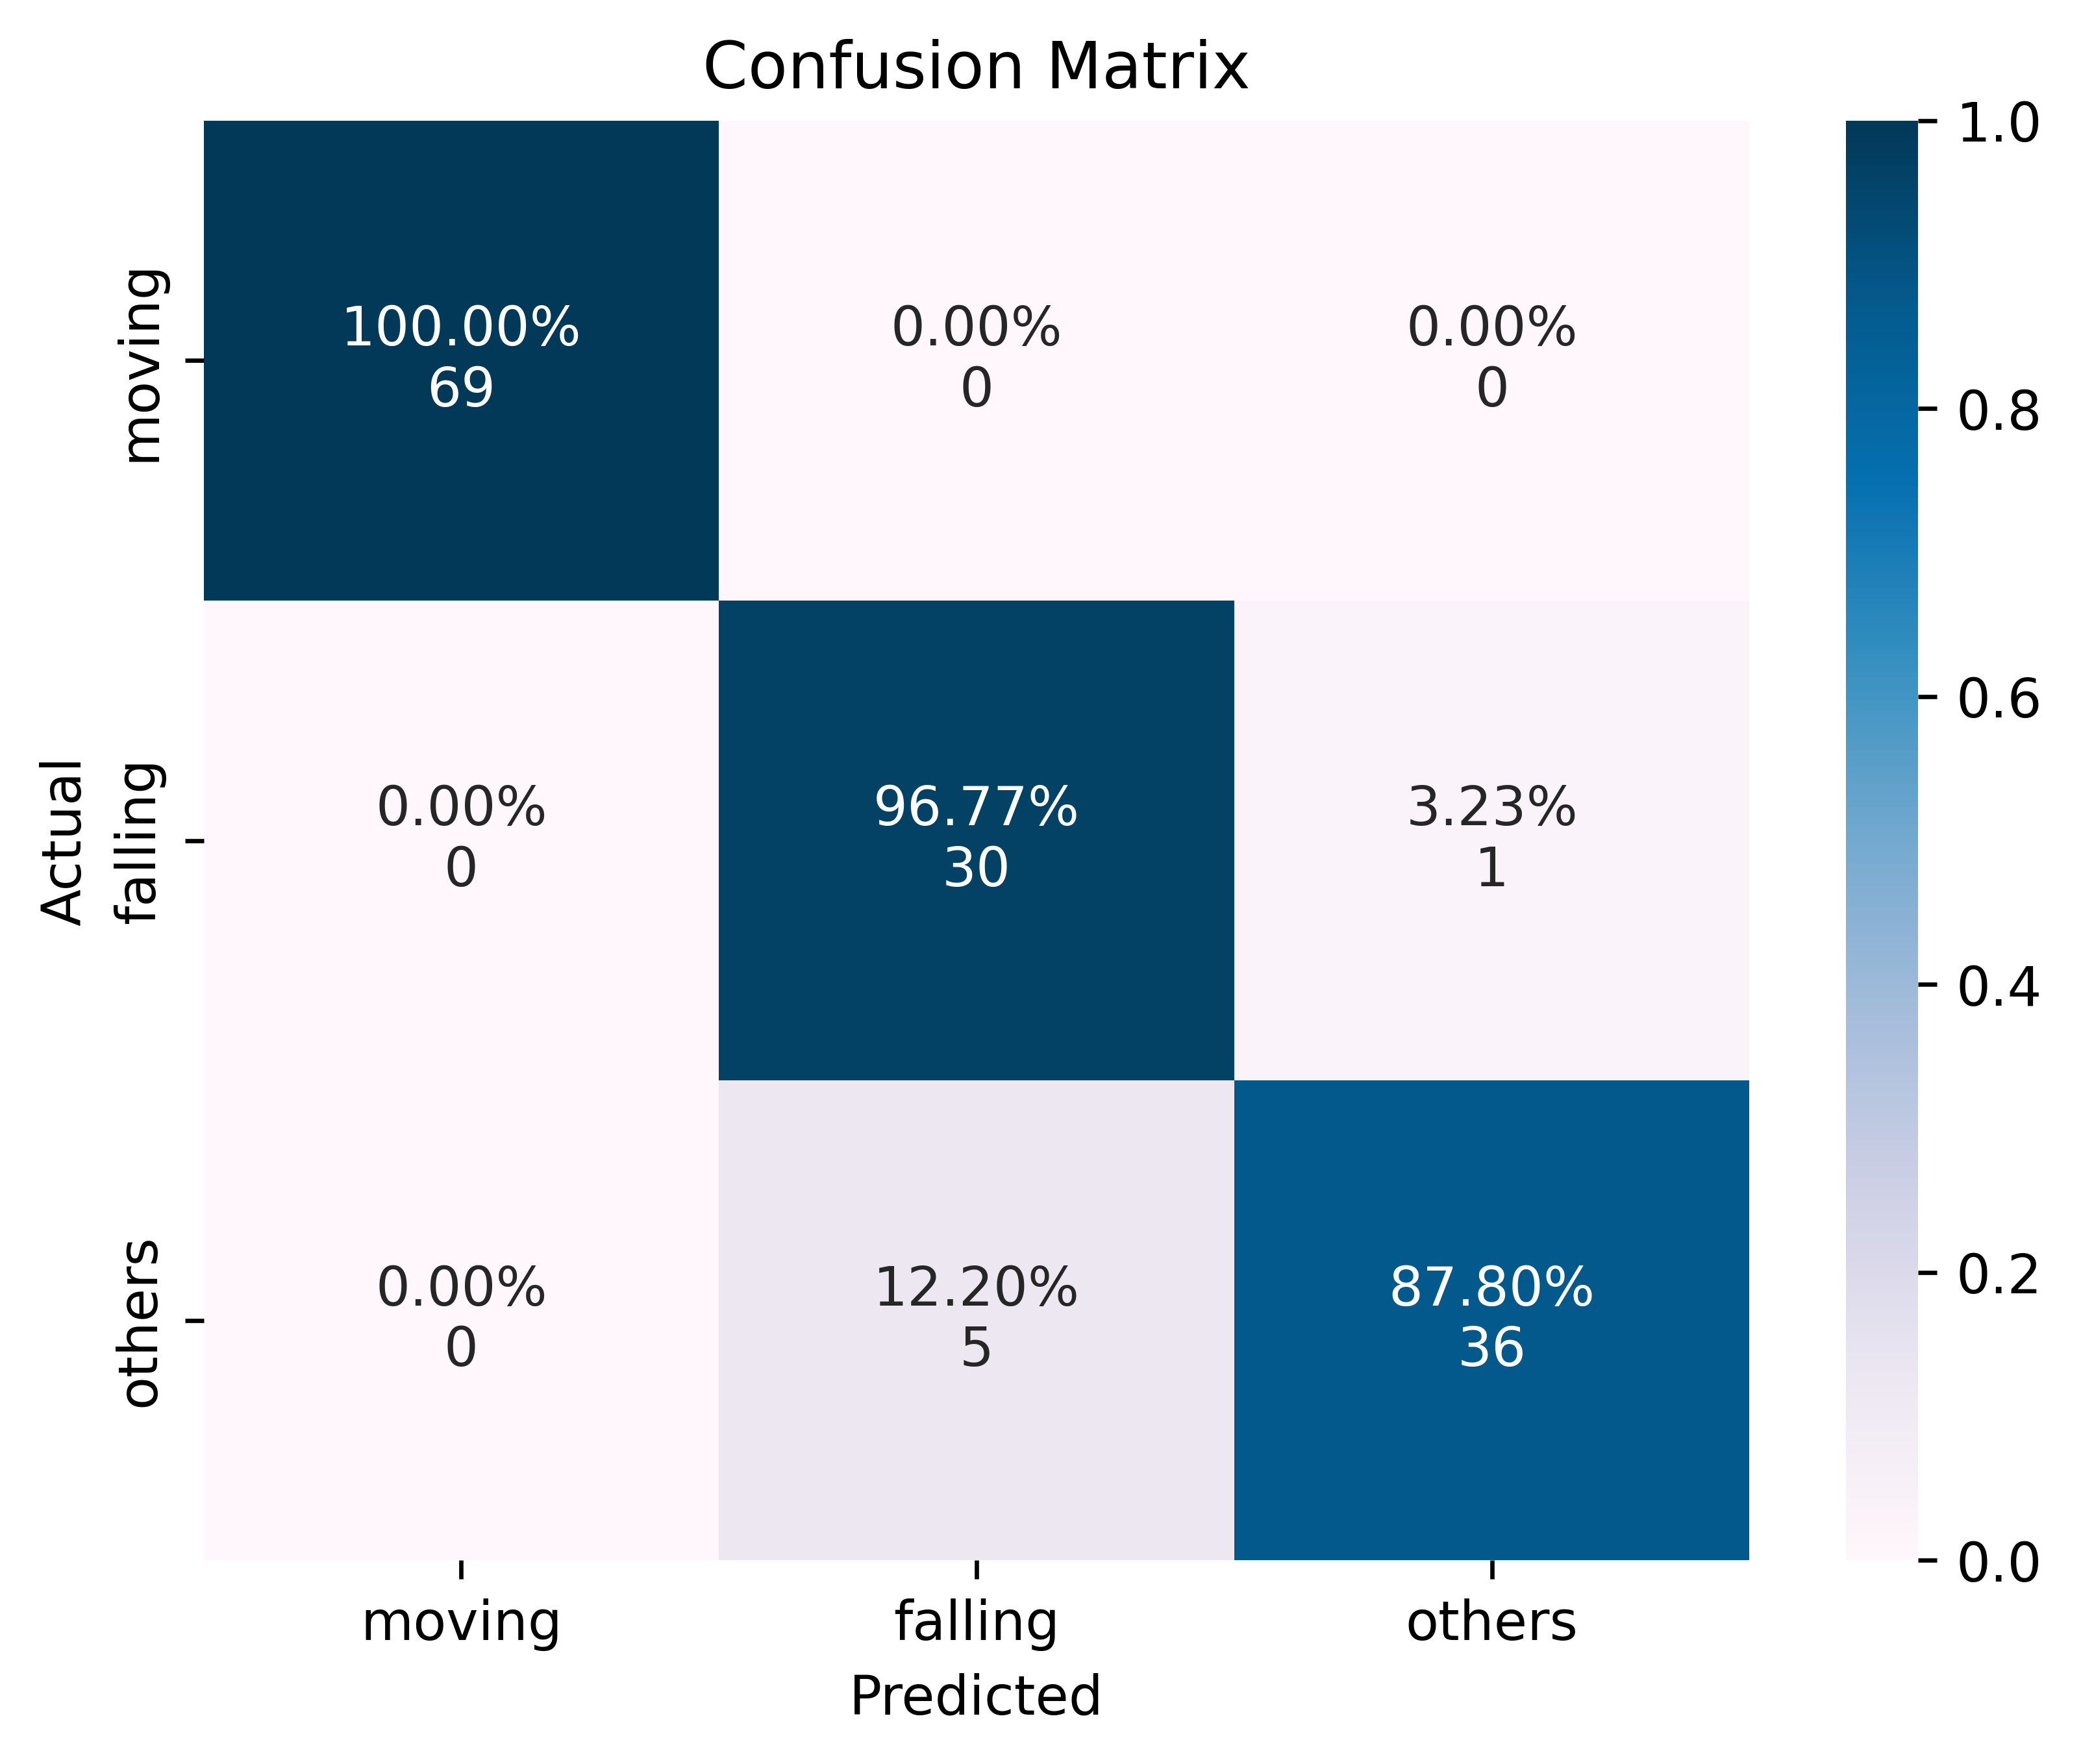 Confusion Matrix
Actual
moving
100.00%
69
0.00%
0
0.00%
0
falling
0.00%
0
96.77%
30
3.23%
1
others
0.00%
0
12.20%
5
87.80%
36
moving
falling
others
Predicted
1.0
0.8
0.6
0.4
0.2
0.0